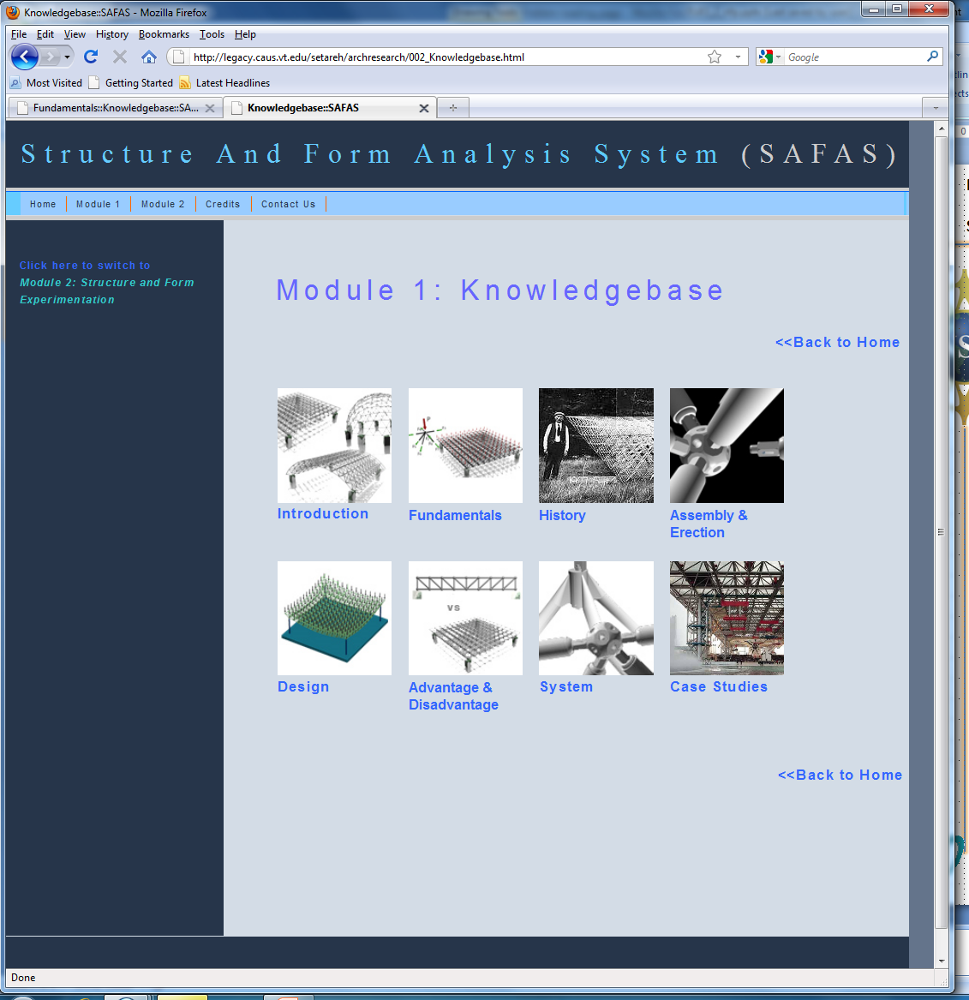 Knowledgebase::SAFAS - Mozilla Firefox
File Edit View History Bookmarks Tools Help
http://legacy.caus.vt.edu/setareh/archresearch/002_Knowledgebase.html
Google
Most Visited Getting Started Latest Headlines
Fundamentals::Knowledgebase::SA... Knowledgebase::SAFAS
Structure And Form Analysis System (SAFAS)
Home Module 1 Module 2 Credits Contact Us
Click here to switch to
Module 2: Structure and Form
Experimentation
Module 1: Knowledgebase
<<Back to Home
Introduction Fundamentals History Assembly &
Erection
vs
Design Advantage & System Case Studies
Disadvantage
<<Back to Home
Done